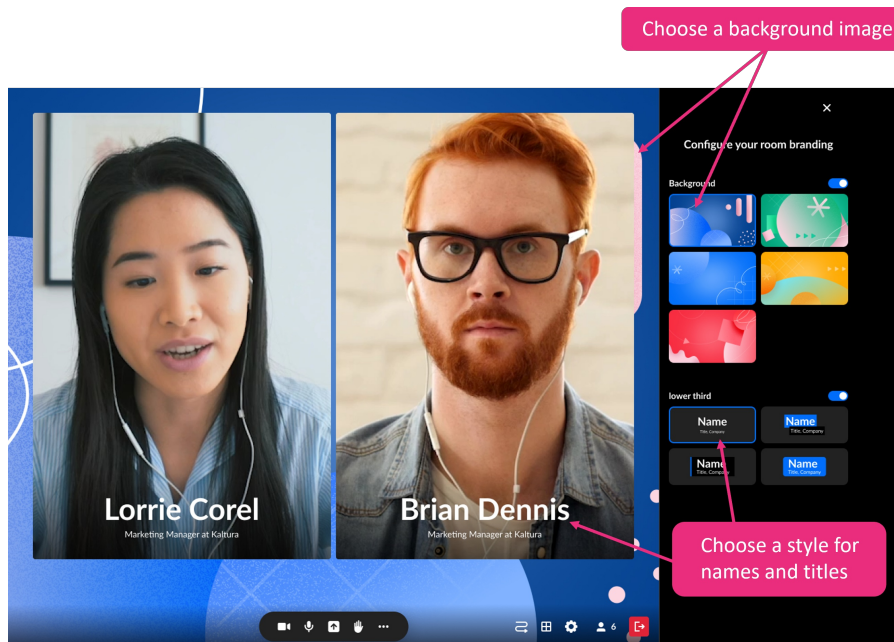 Choose a background image
Configure your room branding
Background
lower third
Name
Title, Company
Name
Title, Company
Name
Title, Company
Name
Title, Company
Lorrie Corel
Marketing Manager at Kaltura
Brian Dennis
Marketing Manager at Kaltura
Choose a style for
names and titles
6